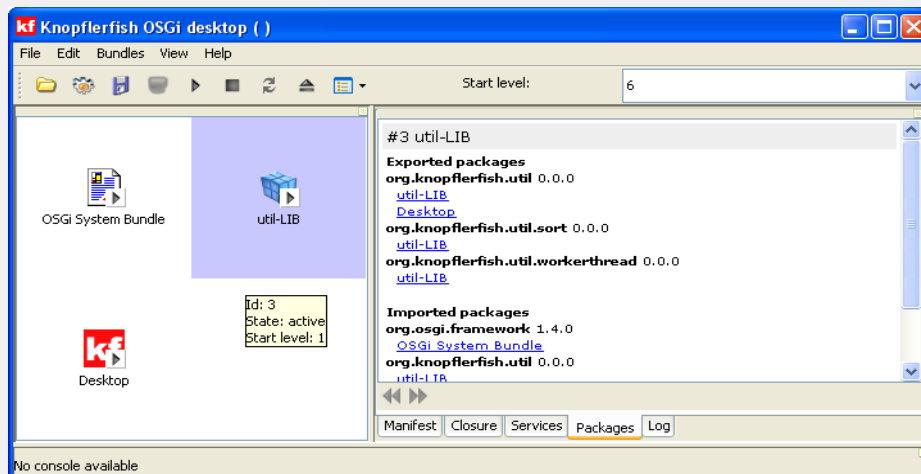 kf Knopflerfish OSGi desktop ( )
File Edit Bundles View Help
Start level: 6
OSGi System Bundle
util-LIB
Id: 3
State: active
Start level: 1
kf
Desktop
#3 util-LIB
Exported packages
org.knopflerfish.util 0.0.0
util-LIB
Desktop
org.knopflerfish.util.sort 0.0.0
util-LIB
org.knopflerfish.util.workerthread 0.0.0
util-LIB
Imported packages
org.osgi.framework 1.4.0
OSGi System Bundle
org.knopflerfish.util 0.0.0
util-LIB
Manifest Closure Services Packages Log
No console available